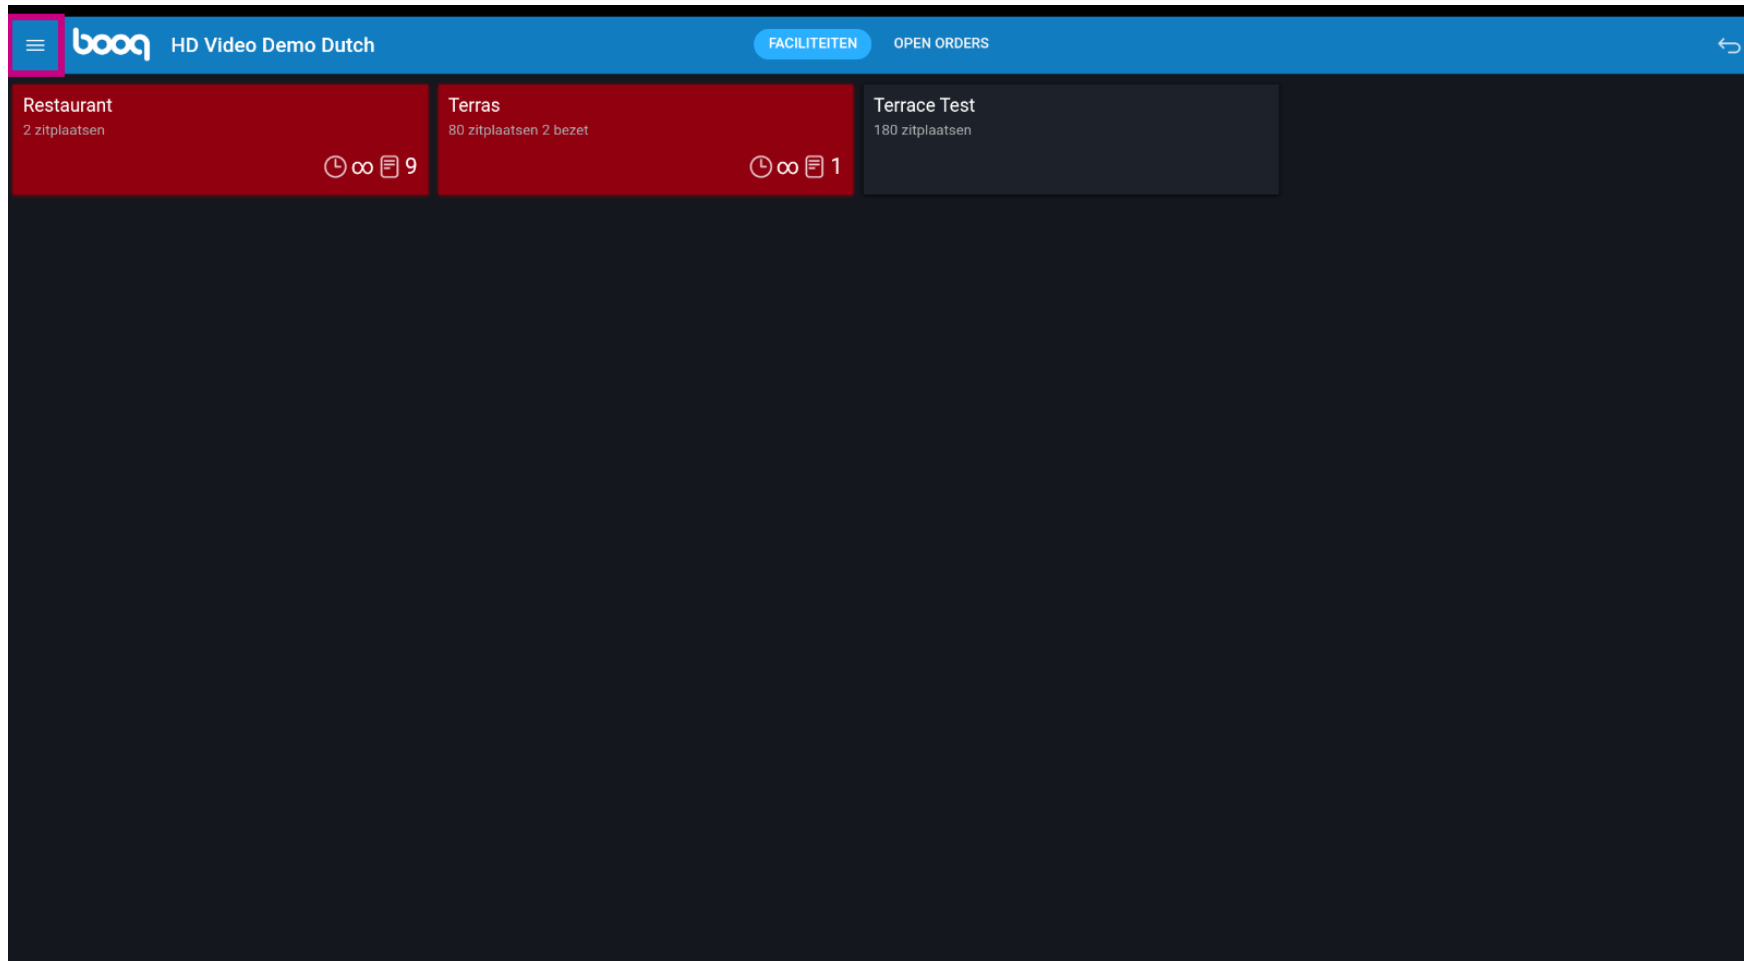 booq HD Video Demo Dutch FACILITEITEN OPEN ORDERS
Restaurant
2 zitplaatsen
∞ 9
Terras
80 zitplaatsen 2 bezet
∞ 1
Terrace Test
180 zitplaatsen